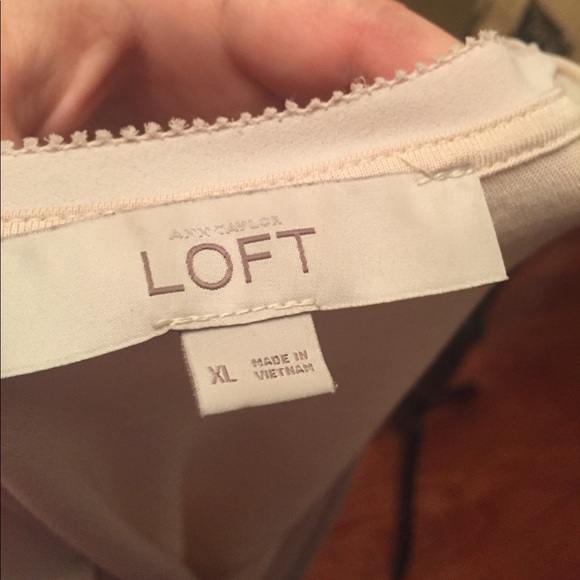 ANN TAYLOR
LOFT
XL
MADE IN
VIETNAM